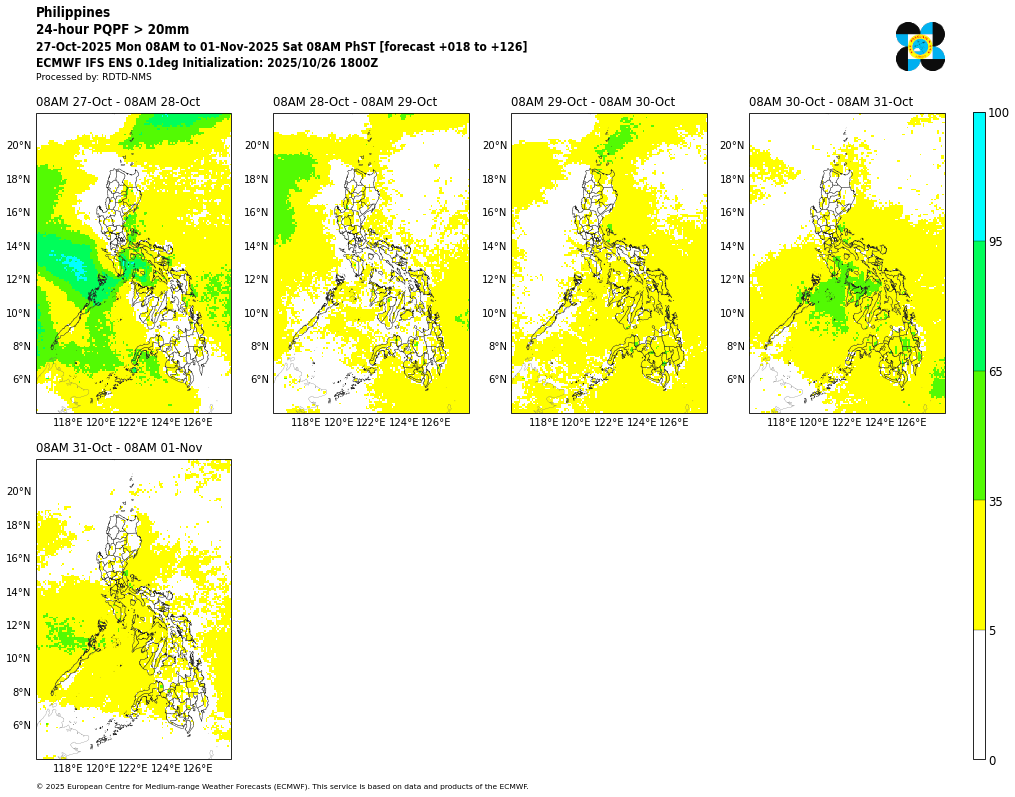 Philippines
24-hour PQPF > 20mm
27-Oct-2025 Mon 08AM to 01-Nov-2025 Sat 08AM PhST [forecast +018 to +126]
ECMWF IFS ENS 0.1deg Initialization: 2025/10/26 1800Z
Processed by: RDTD-NMS
08AM 27-Oct - 08AM 28-Oct
08AM 28-Oct - 08AM 29-Oct
08AM 29-Oct - 08AM 30-Oct
08AM 30-Oct - 08AM 31-Oct
20°N 20°N 20°N 20°N
18°N 18°N 18°N 18°N
16°N 16°N 16°N 16°N
14°N 14°N 14°N 14°N
12°N 12°N 12°N 12°N
10°N 10°N 10°N 10°N
8°N 8°N 8°N 8°N
6°N 6°N 6°N 6°N
118°E 120°E 122°E 124°E 126°E 118°E 120°E 122°E 124°E 126°E 118°E 120°E 122°E 124°E 126°E 118°E 120°E 122°E 124°E 126°E
08AM 31-Oct - 08AM 01-Nov
20°N
18°N
16°N
14°N
12°N
10°N
8°N
6°N
118°E 120°E 122°E 124°E 126°E
100
95
65
35
5
0
© 2025 European Centre for Medium-range Weather Forecasts (ECMWF). This service is based on data and products of the ECMWF.